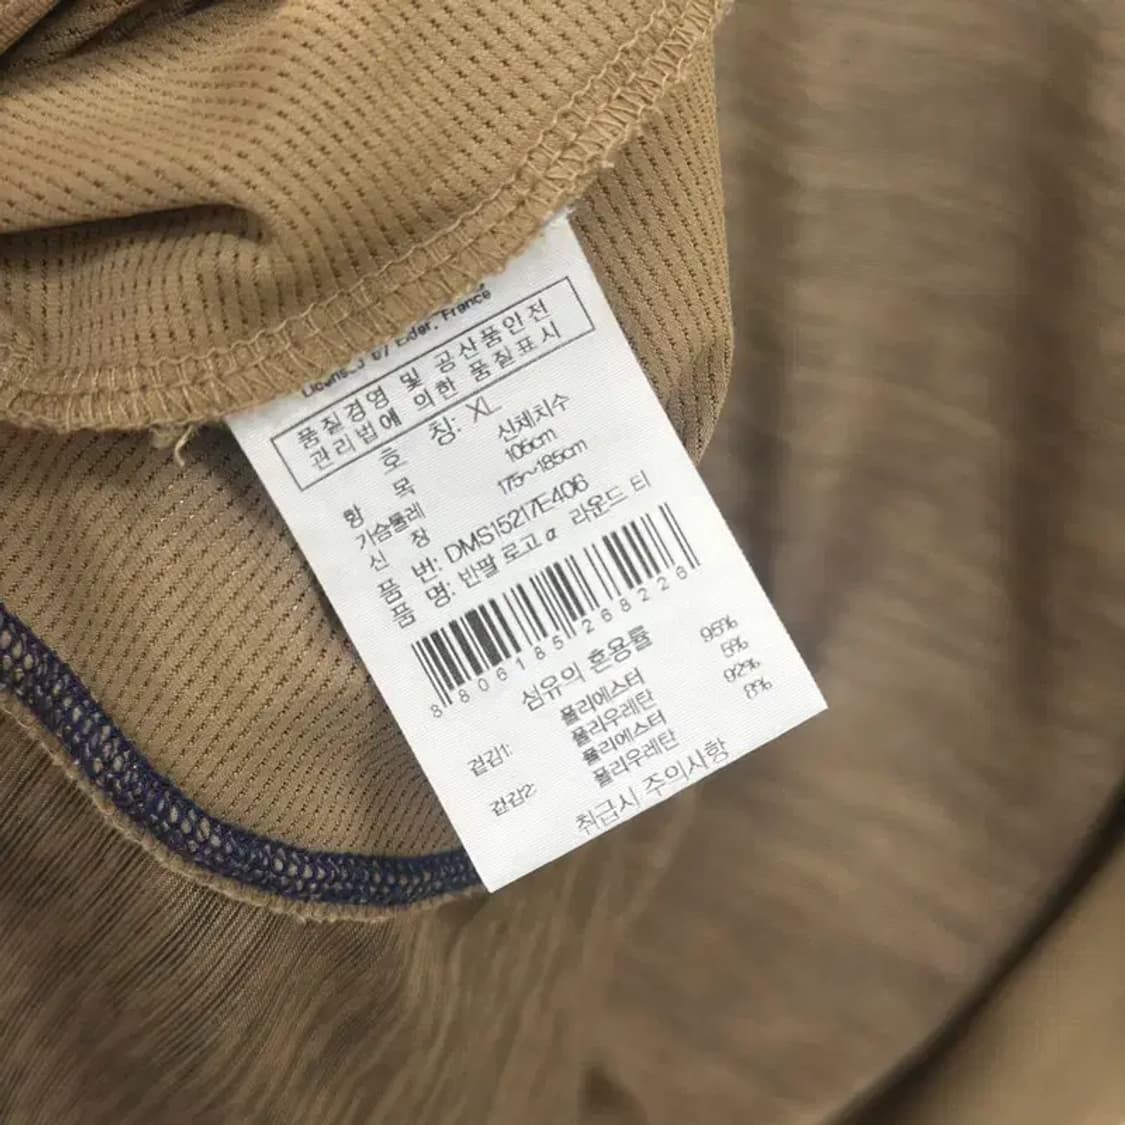 by Eider, France
품질경영 및 공산품안전
관리법에 의한 품질표시
호 칭: XL
항 목 신체치수
가슴둘레 105cm
신 장 175~185cm
품 번: DMS15217E406
품 명: 반팔 로고 α 라운드 티
8 806185 268226
섬유의 혼용률
겉감1: 폴리에스터 95%
폴리우레탄 5%
겉감2: 폴리에스터 92%
폴리우레탄 8%
취급시 주의사항